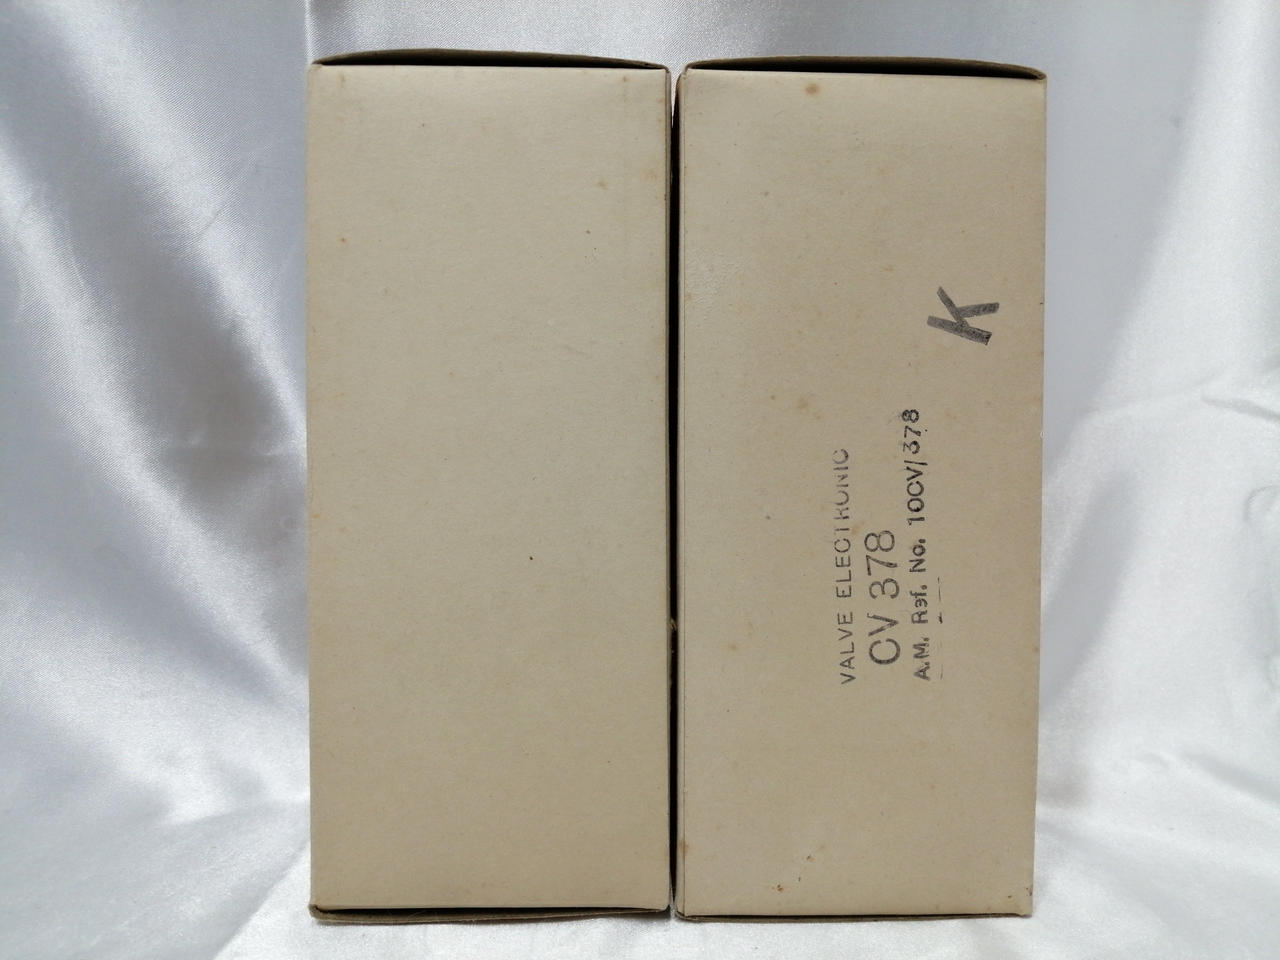 VALVE ELECTRONIC
CV 378
A.M. Ref. No. 10CV/378
K